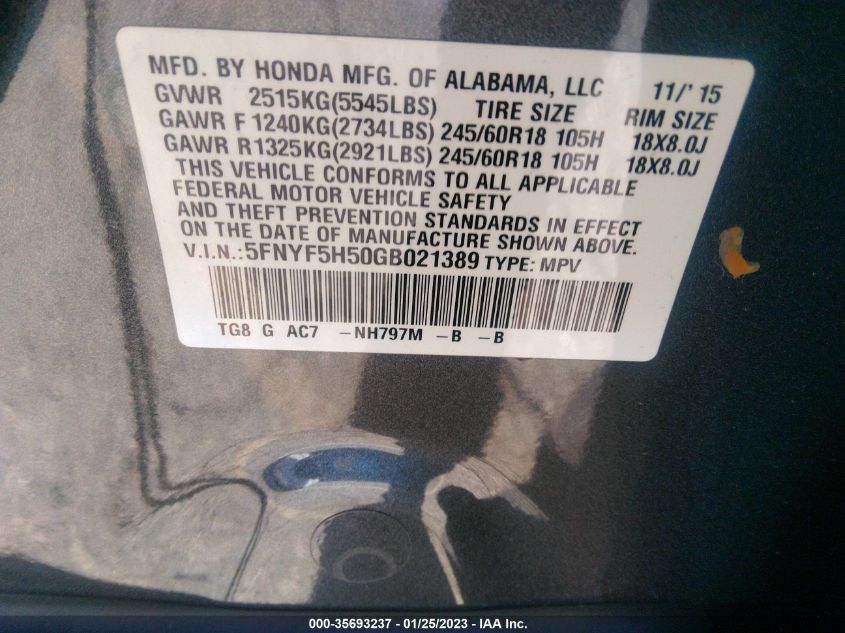 MFD. BY HONDA MFG. OF ALABAMA, LLC 11/' 15
GVWR 2515KG(5545LBS) TIRE SIZE RIM SIZE
GAWR F 1240KG(2734LBS) 245/60R18 105H 18X8.0J
GAWR R1325KG(2921LBS) 245/60R18 105H 18X8.0J
THIS VEHICLE CONFORMS TO ALL APPLICABLE
FEDERAL MOTOR VEHICLE SAFETY
AND THEFT PREVENTION STANDARDS IN EFFECT
ON THE DATE OF MANUFACTURE SHOWN ABOVE.
V.I.N.:5FNYF5H50GB021389 TYPE: MPV
TG8 G AC7 -NH797M -B -B
000-35693237 - 01/25/2023 - IAA Inc.